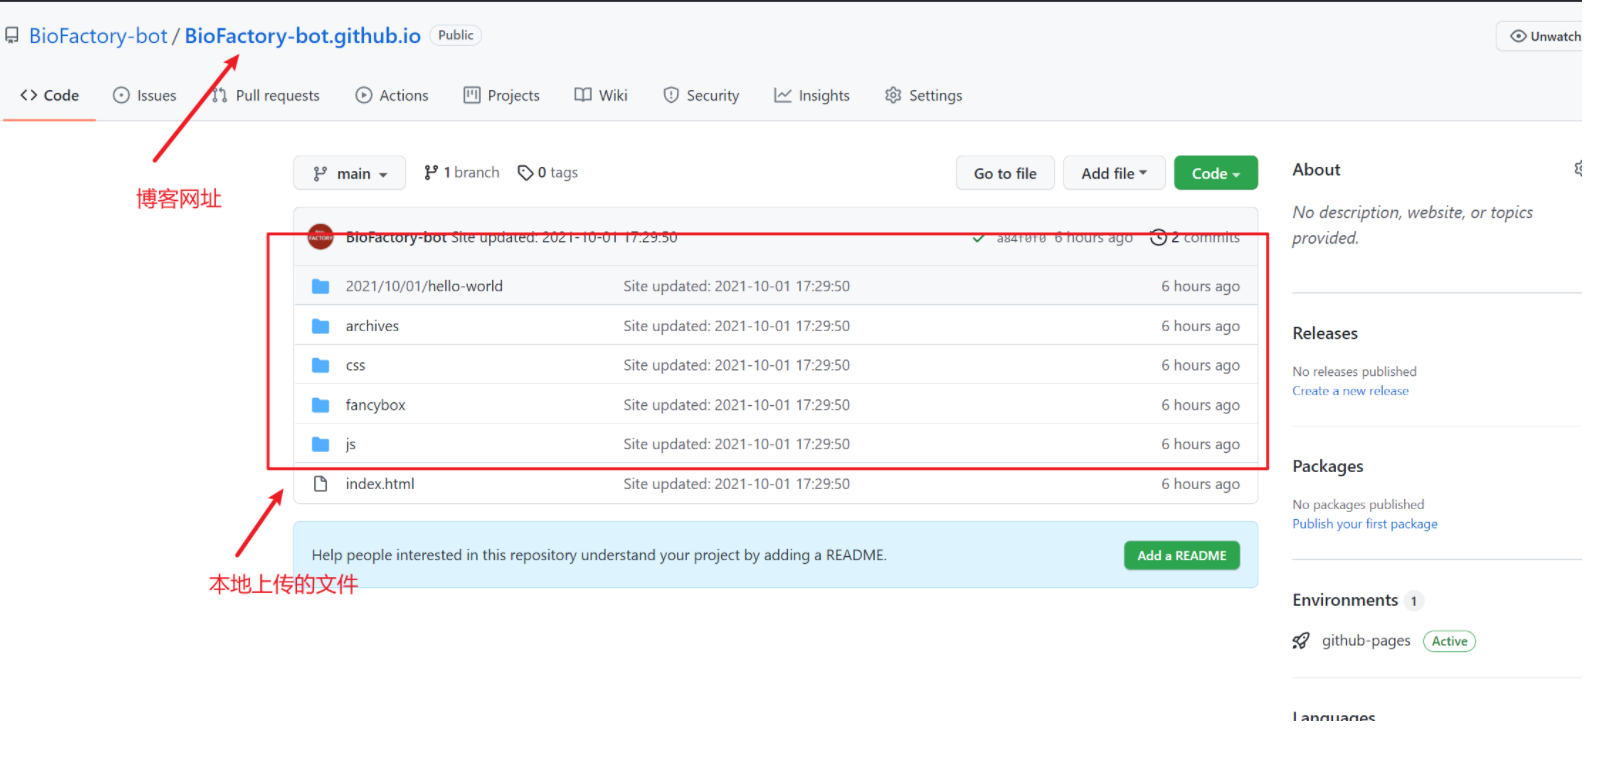 BioFactory-bot / BioFactory-bot.github.io Public
Unwatch
Code Issues Pull requests Actions Projects Wiki Security Insights Settings
博客网址
main 1 branch 0 tags Go to file Add file Code
BioFactory-bot Site updated: 2021-10-01 17:29:50 a84f0f0 6 hours ago 2 commits
2021/10/01/hello-world Site updated: 2021-10-01 17:29:50 6 hours ago
archives Site updated: 2021-10-01 17:29:50 6 hours ago
css Site updated: 2021-10-01 17:29:50 6 hours ago
fancybox Site updated: 2021-10-01 17:29:50 6 hours ago
js Site updated: 2021-10-01 17:29:50 6 hours ago
index.html Site updated: 2021-10-01 17:29:50 6 hours ago
Help people interested in this repository understand your project by adding a README. Add a README
本地上传的文件
About
No description, website, or topics
provided.
Releases
No releases published
Create a new release
Packages
No packages published
Publish your first package
Environments 1
github-pages Active
Languages